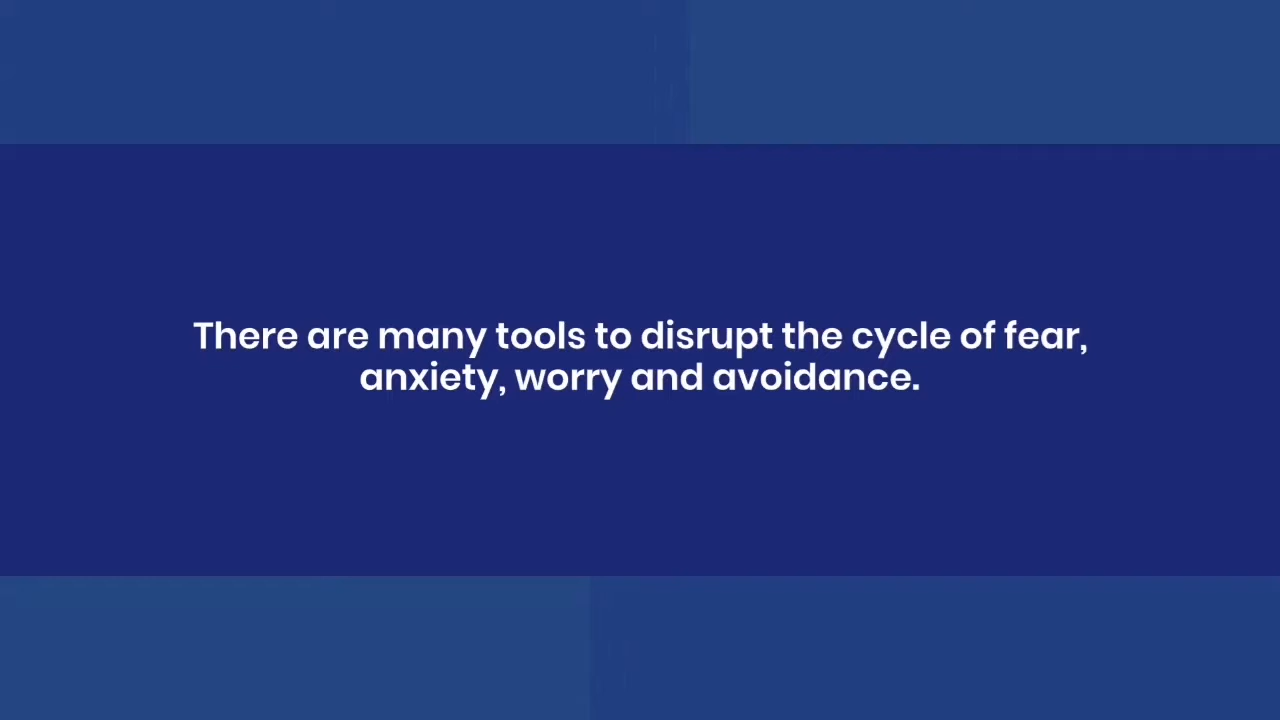 There are many tools to disrupt the cycle of fear,
anxiety, worry and avoidance.